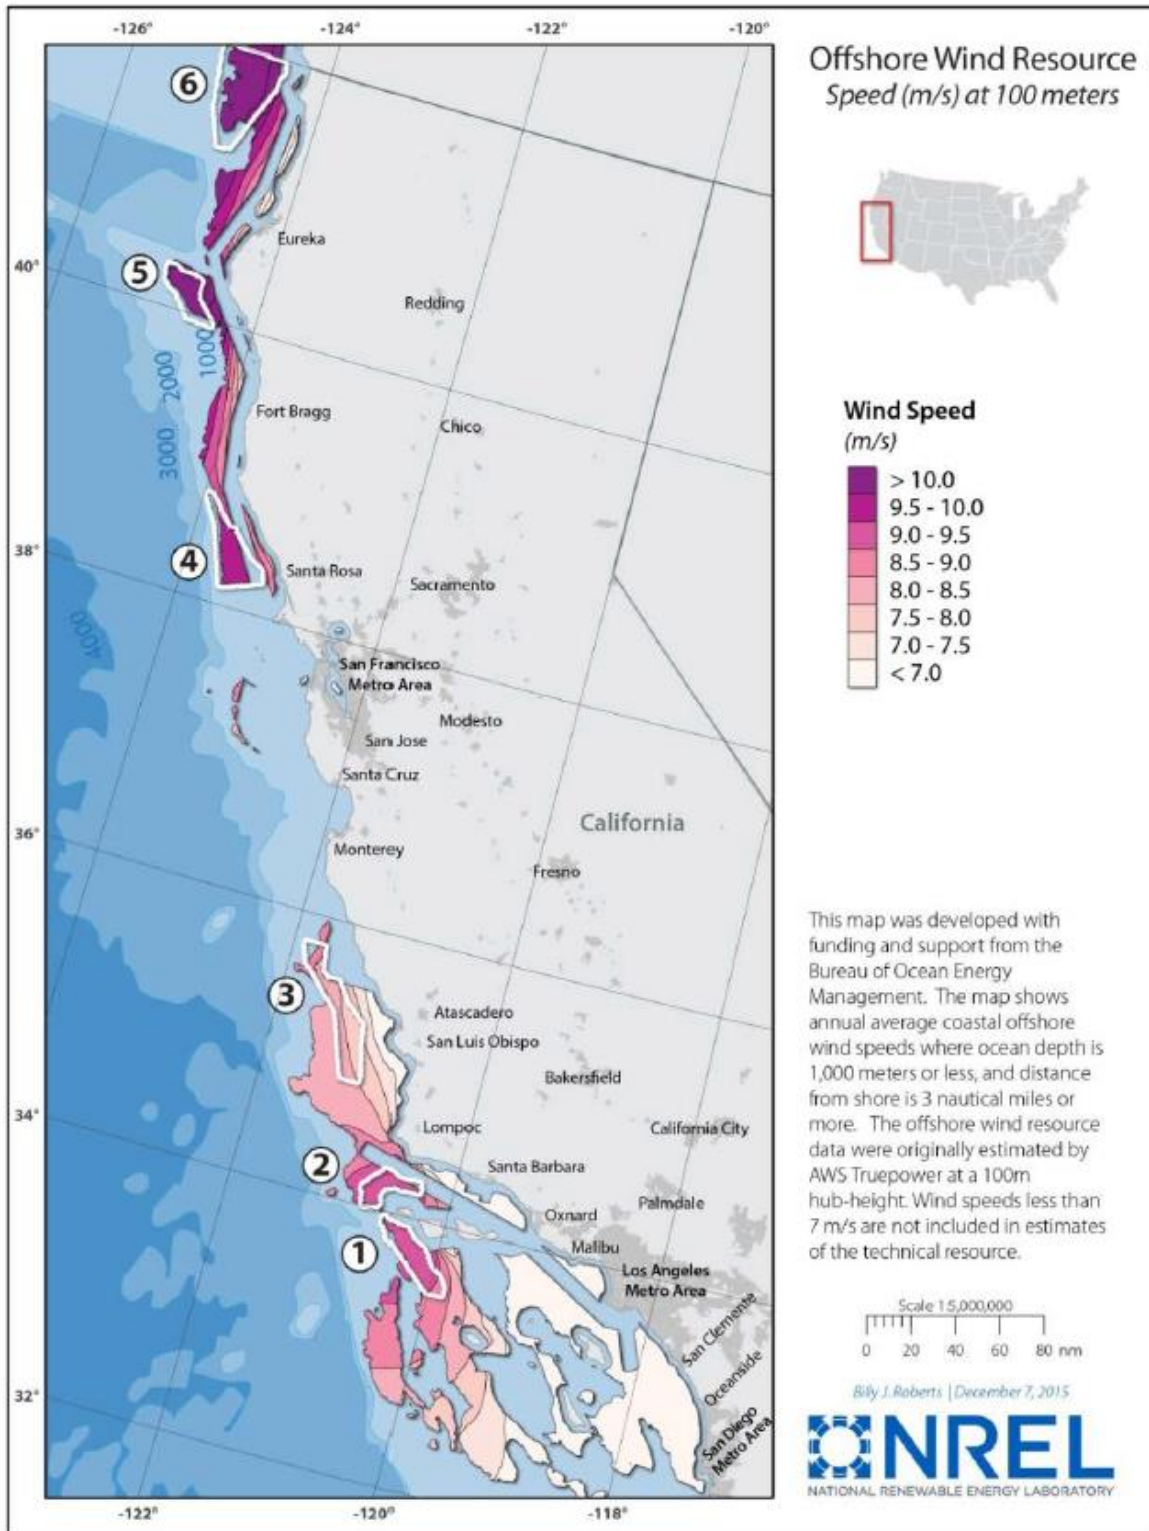 -126°
-124°
-122°
-120°
Offshore Wind Resource
Speed (m/s) at 100 meters
6
Eureka
40°
5
Redding
1000
2000
3000
Fort Bragg
Chico
Wind Speed
(m/s)
> 10.0
9.5 - 10.0
9.0 - 9.5
8.5 - 9.0
8.0 - 8.5
7.5 - 8.0
7.0 - 7.5
< 7.0
38°
4
Santa Rosa
Sacramento
4000
San Francisco
Metro Area
Modesto
San Jose
Santa Cruz
36°
California
Monterey
Fresno
3
Atascadero
San Luis Obispo
Bakersfield
34°
Lompoc
California City
2
Santa Barbara
Palmdale
Oxnard
1
Malibu
Los Angeles
Metro Area
San Clemente
Oceanside
32°
San Diego
Metro Area
This map was developed with
funding and support from the
Bureau of Ocean Energy
Management. The map shows
annual average coastal offshore
wind speeds where ocean depth is
1,000 meters or less, and distance
from shore is 3 nautical miles or
more. The offshore wind resource
data were originally estimated by
AWS Truepower at a 100m
hub-height. Wind speeds less than
7 m/s are not included in estimates
of the technical resource.
Scale 1:5,000,000
0 20 40 60 80 nm
Billy J. Roberts | December 7, 2015
NREL
NATIONAL RENEWABLE ENERGY LABORATORY
-122°
-120°
-118°